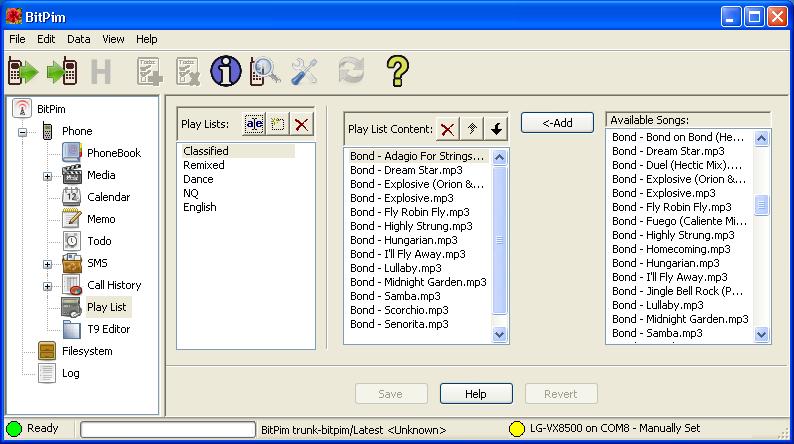 BitPim
File Edit Data View Help
BitPim
Phone
PhoneBook
Media
Calendar
Memo
Todo
SMS
Call History
Play List
T9 Editor
Filesystem
Log
Play Lists:
a|e
Classified
Remixed
Dance
NQ
English
Play List Content:
Bond - Adagio For Strings...
Bond - Dream Star.mp3
Bond - Explosive (Orion &...
Bond - Explosive.mp3
Bond - Fly Robin Fly.mp3
Bond - Highly Strung.mp3
Bond - Hungarian.mp3
Bond - I'll Fly Away.mp3
Bond - Lullaby.mp3
Bond - Midnight Garden.mp3
Bond - Samba.mp3
Bond - Scorchio.mp3
Bond - Senorita.mp3
<-Add
Available Songs:
Bond - Bond on Bond (He...
Bond - Dream Star.mp3
Bond - Duel (Hectic Mix)....
Bond - Explosive (Orion &...
Bond - Explosive.mp3
Bond - Fly Robin Fly.mp3
Bond - Fuego (Caliente Mi...
Bond - Highly Strung.mp3
Bond - Homecoming.mp3
Bond - Hungarian.mp3
Bond - I'll Fly Away.mp3
Bond - Jingle Bell Rock (P...
Bond - Lullaby.mp3
Bond - Midnight Garden.mp3
Bond - Samba.mp3
Save Help Revert
Ready BitPim trunk-bitpim/Latest <Unknown> LG-VX8500 on COM8 - Manually Set